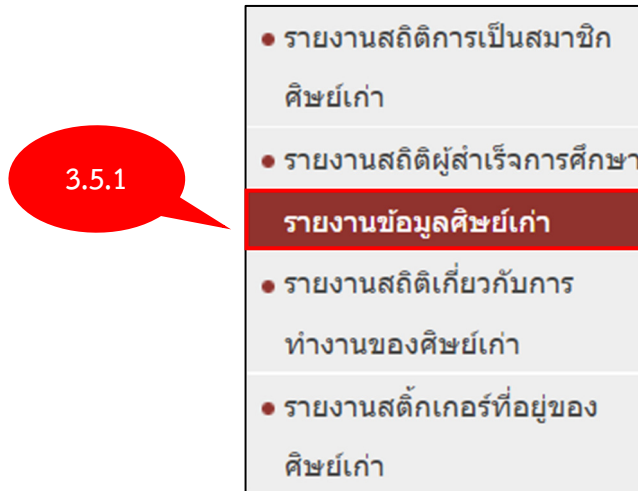 รายงานสถิติการเป็นสมาชิก
ศิษย์เก่า
รายงานสถิติผู้สำเร็จการศึกษา
3.5.1
รายงานข้อมูลศิษย์เก่า
รายงานสถิติเกี่ยวกับการ
ทำงานของศิษย์เก่า
รายงานสติ๊กเกอร์ที่อยู่ของ
ศิษย์เก่า